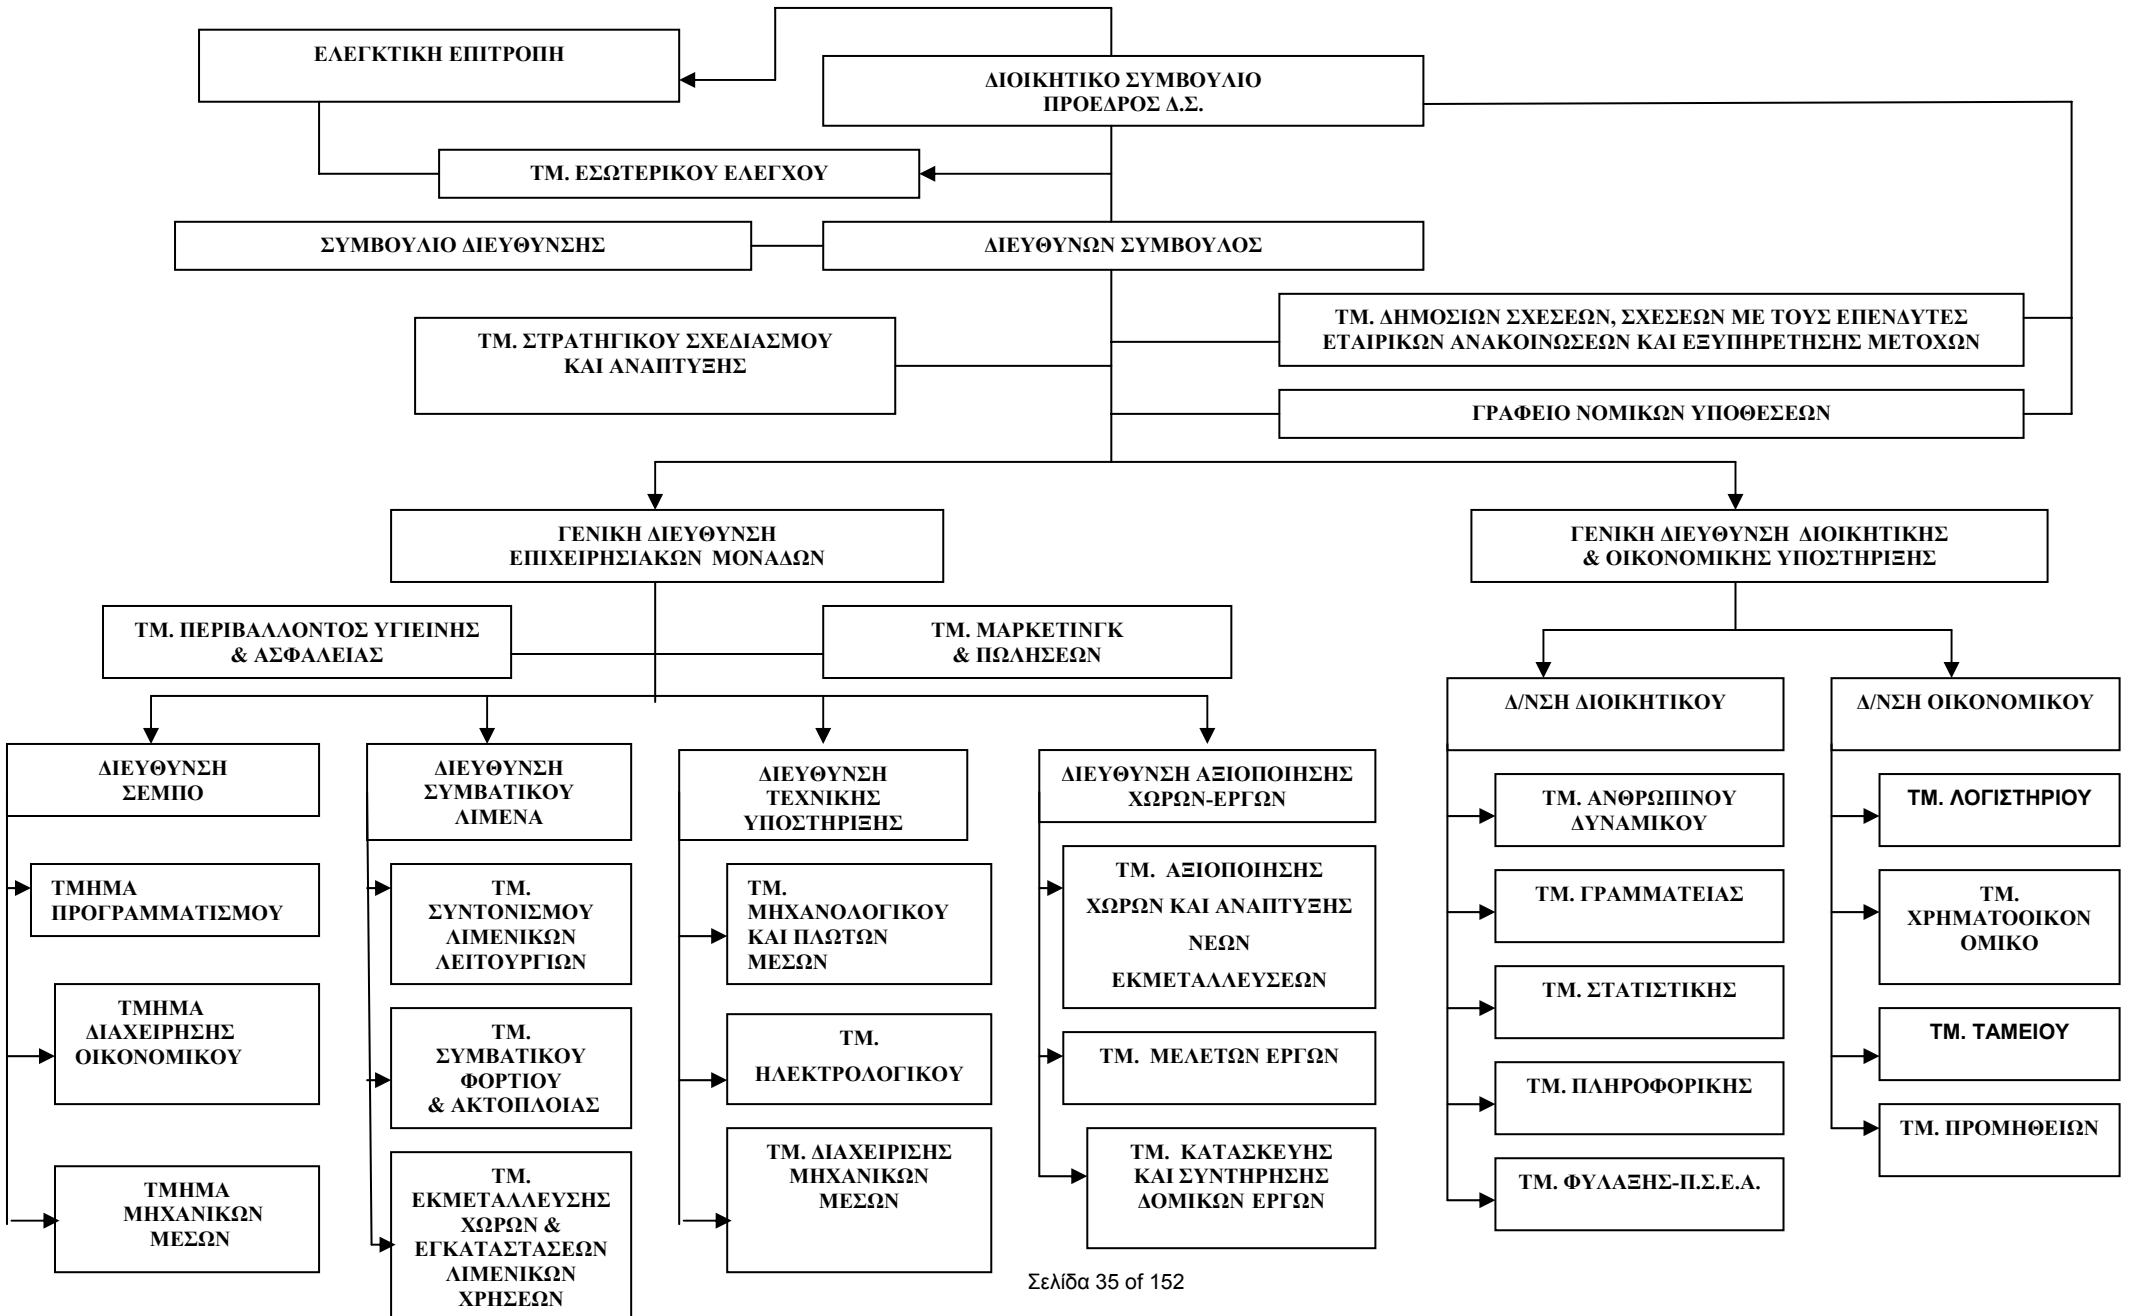 ΕΛΕΓΚΤΙΚΗ ΕΠΙΤΡΟΠΗ
ΔΙΟΙΚΗΤΙΚΟ ΣΥΜΒΟΥΛΙΟ
ΠΡΟΕΔΡΟΣ Δ.Σ.
ΤΜ. ΕΣΩΤΕΡΙΚΟΥ ΕΛΕΓΧΟΥ
ΣΥΜΒΟΥΛΙΟ ΔΙΕΥΘΥΝΣΗΣ
ΔΙΕΥΘΥΝΩΝ ΣΥΜΒΟΥΛΟΣ
ΤΜ. ΣΤΡΑΤΗΓΙΚΟΥ ΣΧΕΔΙΑΣΜΟΥ
ΚΑΙ ΑΝΑΠΤΥΞΗΣ
ΤΜ. ΔΗΜΟΣΙΩΝ ΣΧΕΣΕΩΝ, ΣΧΕΣΕΩΝ ΜΕ ΤΟΥΣ ΕΠΕΝΔΥΤΕΣ
ΕΤΑΙΡΙΚΩΝ ΑΝΑΚΟΙΝΩΣΕΩΝ ΚΑΙ ΕΞΥΠΗΡΕΤΗΣΗΣ ΜΕΤΟΧΩΝ
ΓΡΑΦΕΙΟ ΝΟΜΙΚΩΝ ΥΠΟΘΕΣΕΩΝ
ΓΕΝΙΚΗ ΔΙΕΥΘΥΝΣΗ
ΕΠΙΧΕΙΡΗΣΙΑΚΩΝ ΜΟΝΑΔΩΝ
ΓΕΝΙΚΗ ΔΙΕΥΘΥΝΣΗ ΔΙΟΙΚΗΤΙΚΗΣ
& ΟΙΚΟΝΟΜΙΚΗΣ ΥΠΟΣΤΗΡΙΞΗΣ
ΤΜ. ΠΕΡΙΒΑΛΛΟΝΤΟΣ ΥΓΙΕΙΝΗΣ
& ΑΣΦΑΛΕΙΑΣ
ΤΜ. ΜΑΡΚΕΤΙΝΓΚ
& ΠΩΛΗΣΕΩΝ
Δ/ΝΣΗ ΔΙΟΙΚΗΤΙΚΟΥ
Δ/ΝΣΗ ΟΙΚΟΝΟΜΙΚΟΥ
ΔΙΕΥΘΥΝΣΗ
ΣΕΜΠΟ
ΔΙΕΥΘΥΝΣΗ
ΣΥΜΒΑΤΙΚΟΥ
ΛΙΜΕΝΑ
ΔΙΕΥΘΥΝΣΗ
ΤΕΧΝΙΚΗΣ
ΥΠΟΣΤΗΡΙΞΗΣ
ΔΙΕΥΘΥΝΣΗ ΑΞΙΟΠΟΙΗΣΗΣ
ΧΩΡΩΝ-ΕΡΓΩΝ
ΤΜΗΜΑ
ΠΡΟΓΡΑΜΜΑΤΙΣΜΟΥ
ΤΜΗΜΑ
ΔΙΑΧΕΙΡΗΣΗΣ
ΟΙΚΟΝΟΜΙΚΟΥ
ΤΜΗΜΑ
ΜΗΧΑΝΙΚΩΝ
ΜΕΣΩΝ
ΤΜ.
ΣΥΝΤΟΝΙΣΜΟΥ
ΛΙΜΕΝΙΚΩΝ
ΛΕΙΤΟΥΡΓΙΩΝ
ΤΜ.
ΣΥΜΒΑΤΙΚΟΥ
ΦΟΡΤΙΟΥ
& ΑΚΤΟΠΛΟΙΑΣ
ΤΜ.
ΕΚΜΕΤΑΛΛΕΥΣΗΣ
ΧΩΡΩΝ &
ΕΓΚΑΤΑΣΤΑΣΕΩΝ
ΛΙΜΕΝΙΚΩΝ
ΧΡΗΣΕΩΝ
ΤΜ.
ΜΗΧΑΝΟΛΟΓΙΚΟΥ
ΚΑΙ ΠΛΩΤΩΝ
ΜΕΣΩΝ
ΤΜ.
ΗΛΕΚΤΡΟΛΟΓΙΚΟΥ
ΤΜ. ΔΙΑΧΕΙΡΙΣΗΣ
ΜΗΧΑΝΙΚΩΝ
ΜΕΣΩΝ
ΤΜ. ΑΞΙΟΠΟΙΗΣΗΣ
ΧΩΡΩΝ ΚΑΙ ΑΝΑΠΤΥΞΗΣ
ΝΕΩΝ
ΕΚΜΕΤΑΛΛΕΥΣΕΩΝ
ΤΜ. ΜΕΛΕΤΩΝ ΕΡΓΩΝ
ΤΜ. ΚΑΤΑΣΚΕΥΗΣ
ΚΑΙ ΣΥΝΤΗΡΗΣΗΣ
ΔΟΜΙΚΩΝ ΕΡΓΩΝ
ΤΜ. ΑΝΘΡΩΠΙΝΟΥ
ΔΥΝΑΜΙΚΟΥ
ΤΜ. ΓΡΑΜΜΑΤΕΙΑΣ
ΤΜ. ΣΤΑΤΙΣΤΙΚΗΣ
ΤΜ. ΠΛΗΡΟΦΟΡΙΚΗΣ
ΤΜ. ΦΥΛΑΞΗΣ-Π.Σ.Ε.Α.
ΤΜ. ΛΟΓΙΣΤΗΡΙΟΥ
ΤΜ.
ΧΡΗΜΑΤΟΟΙΚΟΝ
ΟΜΙΚΟ
ΤΜ. ΤΑΜΕΙΟΥ
ΤΜ. ΠΡΟΜΗΘΕΙΩΝ
Σελίδα 35 of 152